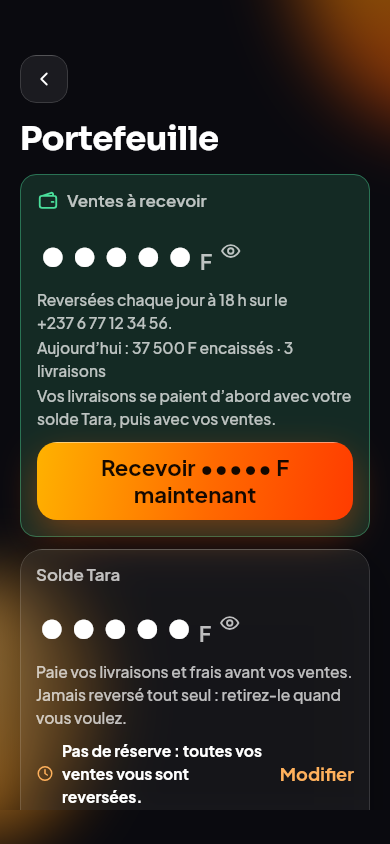 Portefeuille
Ventes à recevoir
●●●●● F
Reversées chaque jour à 18 h sur le
+237 6 77 12 34 56.
Aujourd’hui : 37 500 F encaissés · 3
livraisons
Vos livraisons se paient d’abord avec votre
solde Tara, puis avec vos ventes.
Recevoir ●●●●● F
maintenant
Solde Tara
●●●●● F
Paie vos livraisons et frais avant vos ventes.
Jamais reversé tout seul : retirez-le quand
vous voulez.
Pas de réserve : toutes vos
ventes vous sont
reversées.
Modifier